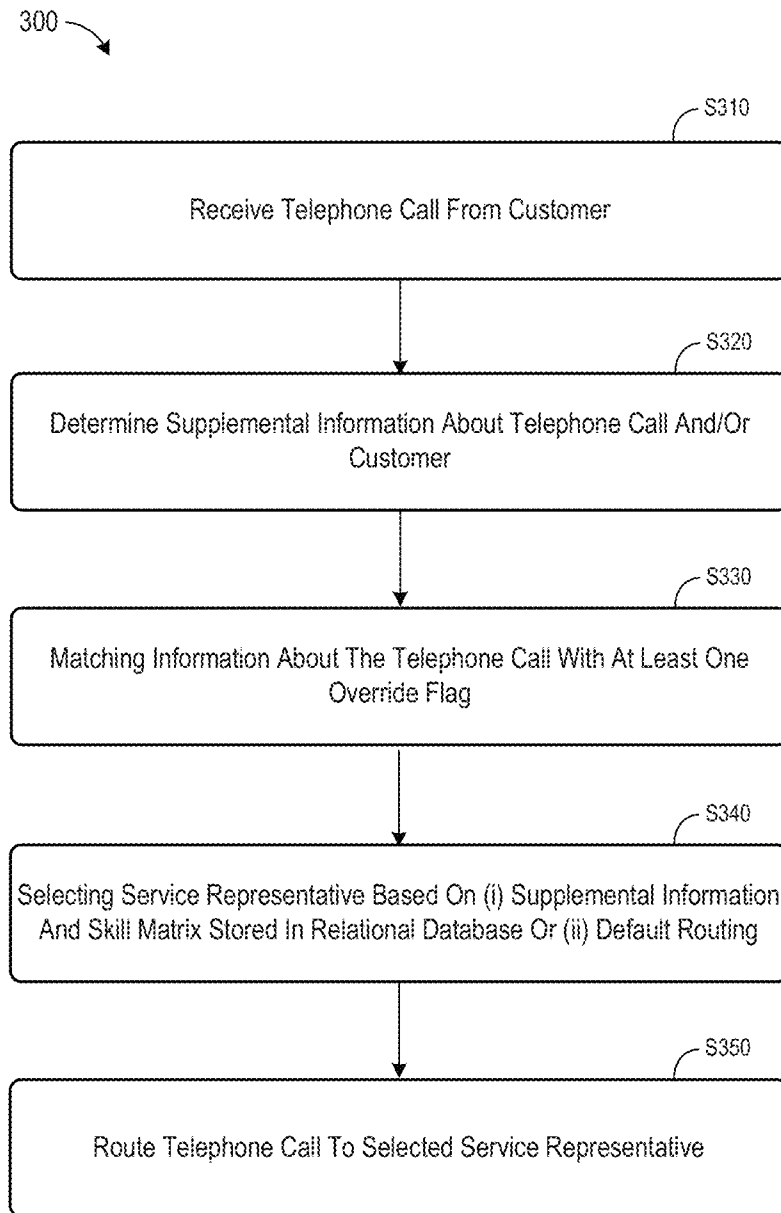 300
S310
Receive Telephone Call From Customer
S320
Determine Supplemental Information About Telephone Call And/Or
Customer
S330
Matching Information About The Telephone Call With At Least One
Override Flag
S340
Selecting Service Representative Based On (i) Supplemental Information
And Skill Matrix Stored In Relational Database Or (ii) Default Routing
S350
Route Telephone Call To Selected Service Representative